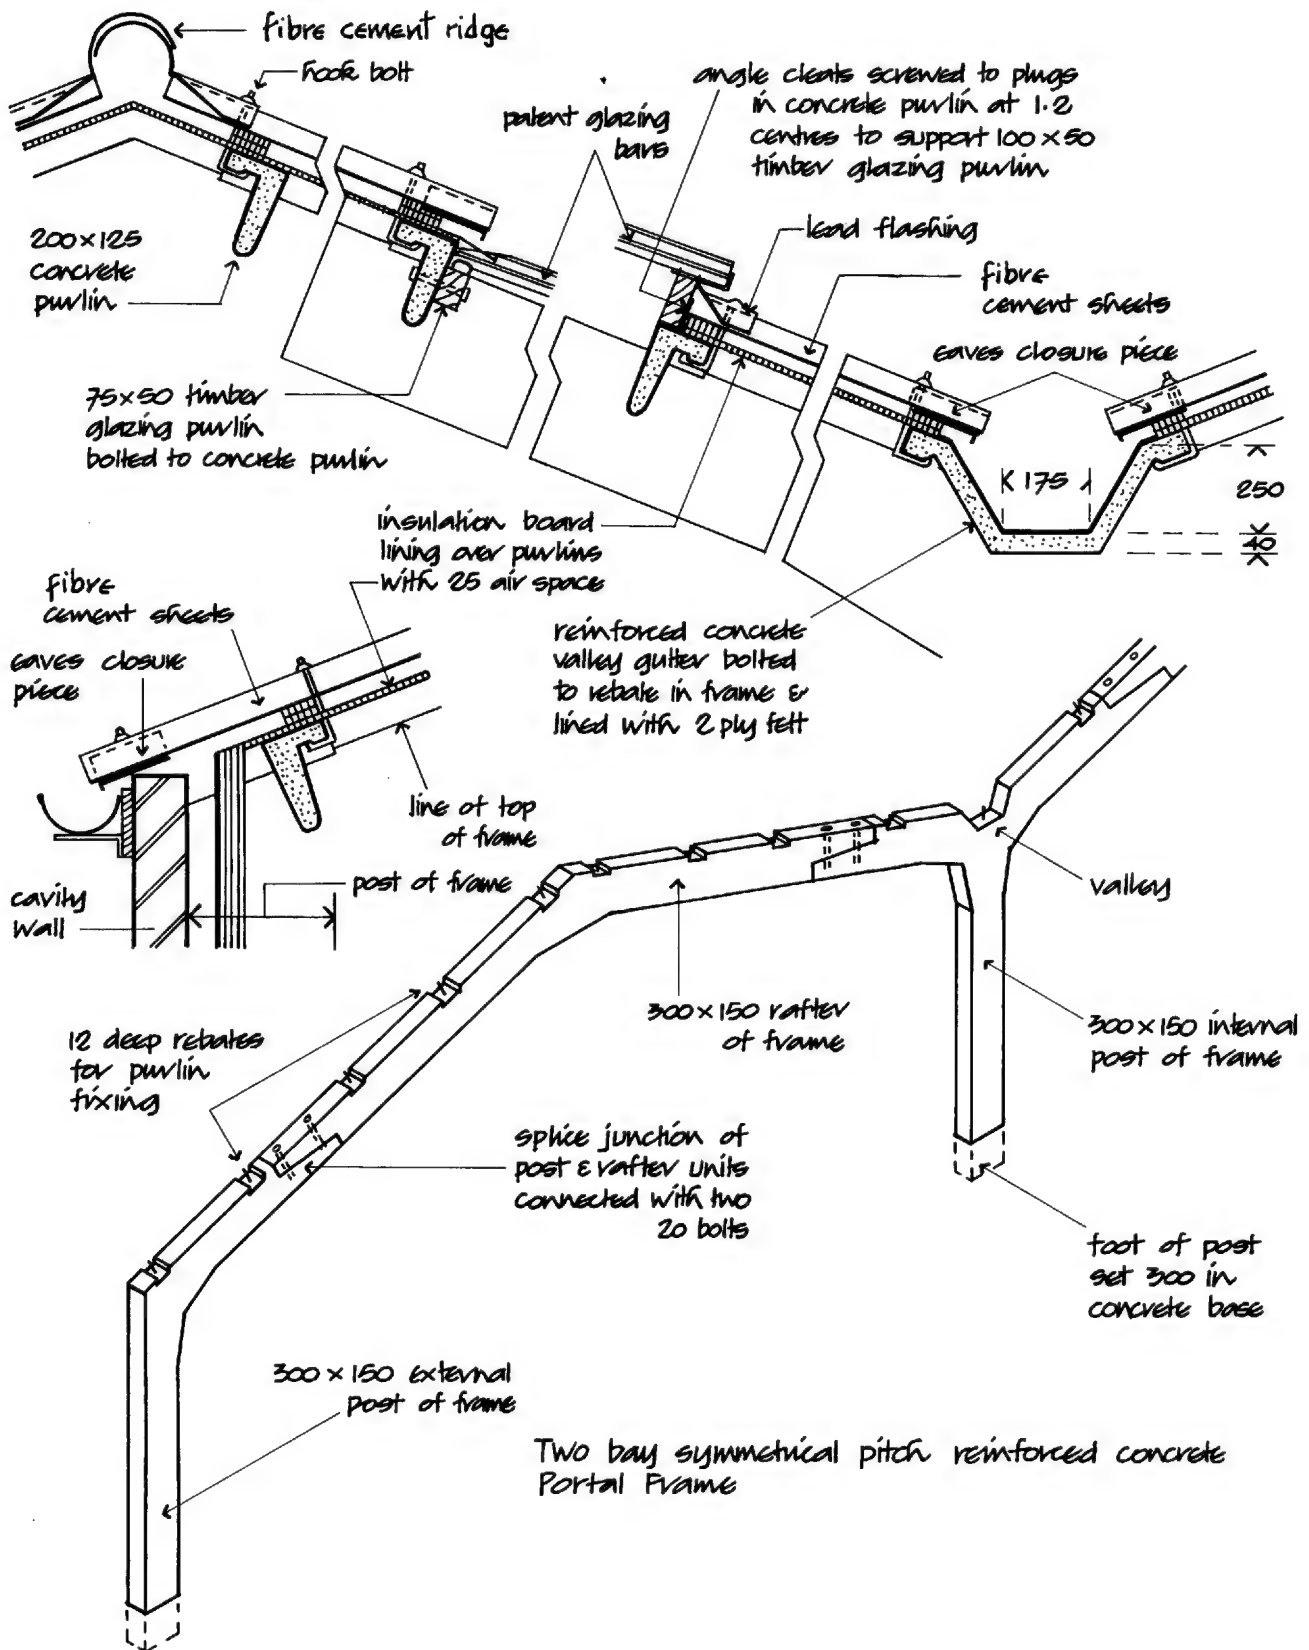 fibre cement ridge
hook bolt
patent glazing
bars
angle cleats screwed to plugs
in concrete purlin at 1.2
centres to support 100 × 50
timber glazing purlin
200 × 125
concrete
purlin
lead flashing
fibre
cement sheets
eaves closure piece
75 × 50 timber
glazing purlin
bolted to concrete purlin
175
250
40
insulation board
lining over purlins
with 25 air space
fibre
cement sheets
eaves closure
piece
reinforced concrete
valley gutter bolted
to rebate in frame &
lined with 2 ply felt
line of top
of frame
post of frame
cavity
wall
valley
12 deep rebates
for purlin
fixing
300 × 150 rafter
of frame
300 × 150 internal
post of frame
splice junction of
post & rafter units
connected with two
20 bolts
foot of post
set 300 in
concrete base
300 × 150 external
post of frame
Two bay symmetrical pitch reinforced concrete
Portal Frame